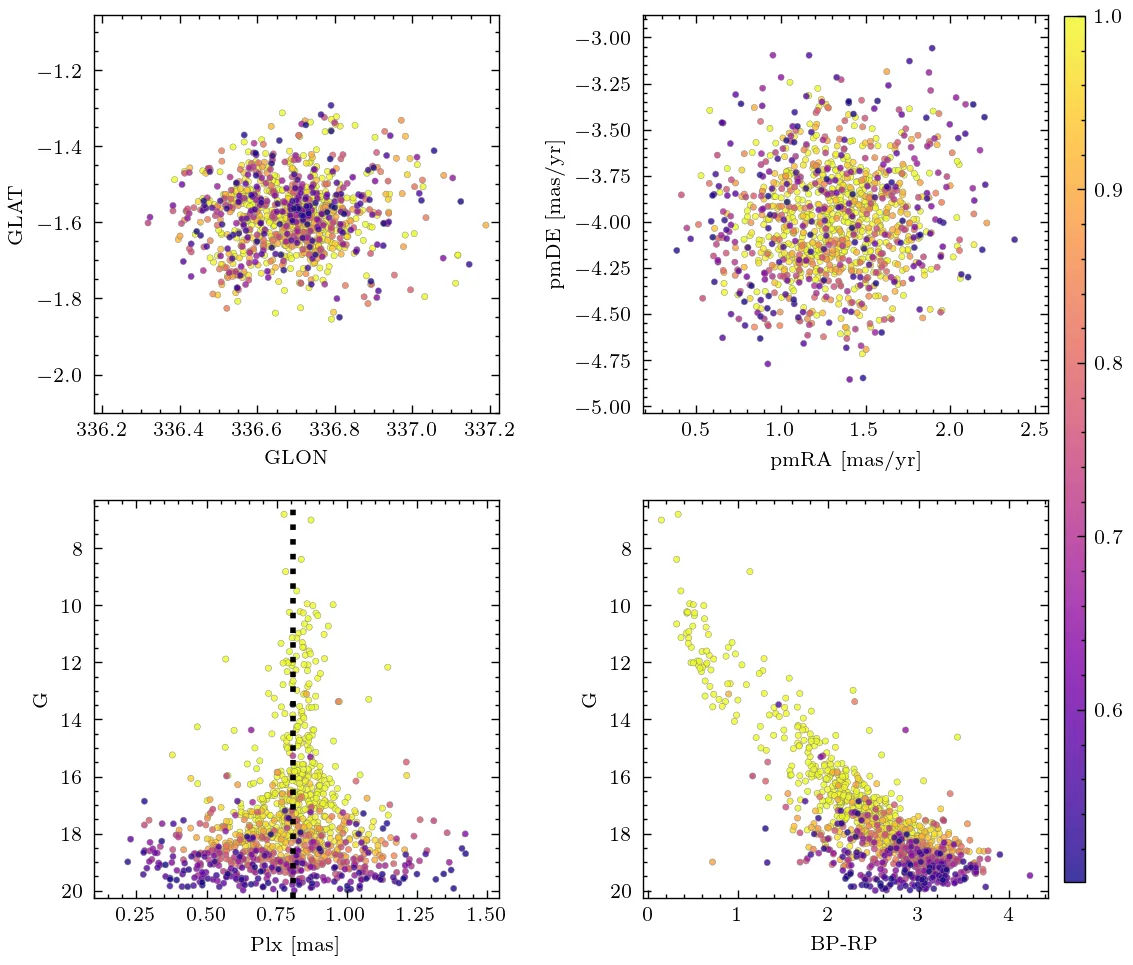 −1.2
−1.4
−1.6
−1.8
−2.0
GLAT
336.2 336.4 336.6 336.8 337.0 337.2
GLON
−3.00
−3.25
−3.50
−3.75
−4.00
−4.25
−4.50
−4.75
−5.00
pmDE [mas/yr]
0.5 1.0 1.5 2.0 2.5
pmRA [mas/yr]
1.0
0.9
0.8
0.7
0.6
8
10
12
14
16
18
20
G
0.25 0.50 0.75 1.00 1.25 1.50
Plx [mas]
8
10
12
14
16
18
20
G
0 1 2 3 4
BP-RP